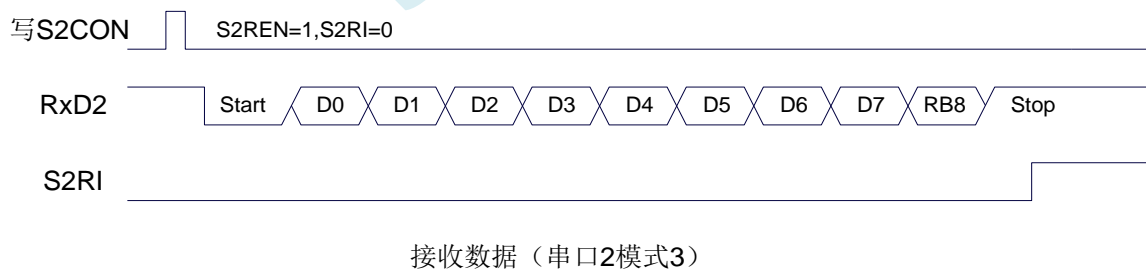 写S2CON S2REN=1,S2RI=0
RxD2 Start D0 D1 D2 D3 D4 D5 D6 D7 RB8 Stop
S2RI
接收数据（串口2模式3）